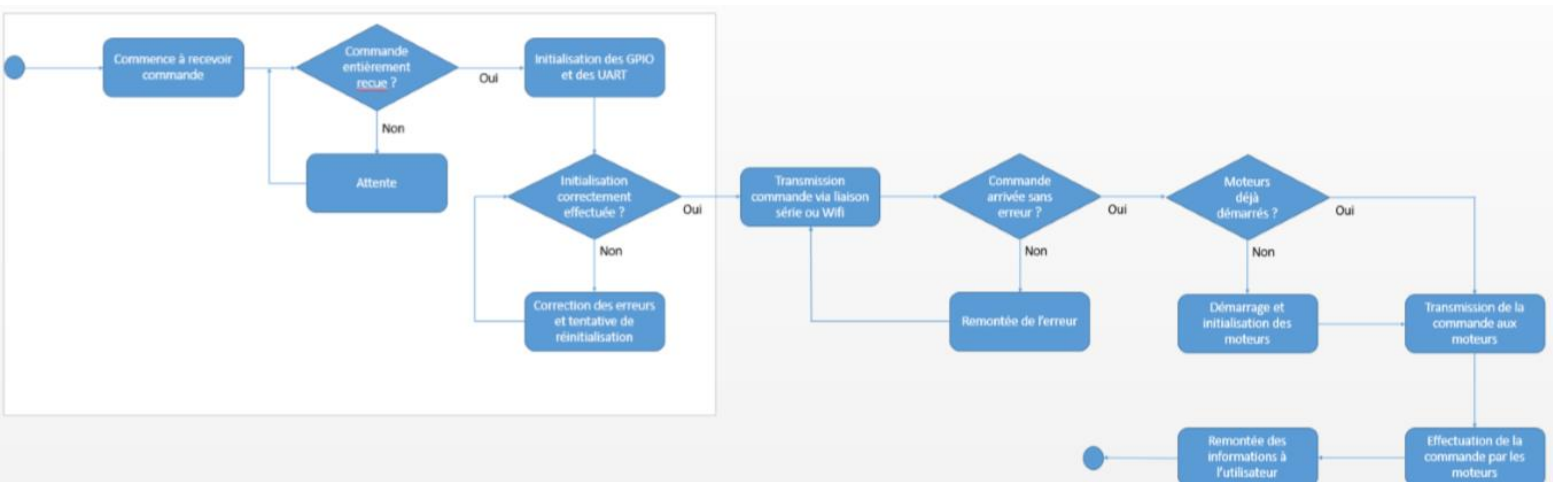 Commence à recevoir
commande
Commande
entièrement
recue ?
Oui
Initialisation des GPIO
et des UART
Non
Attente
Initialisation
correctement
effectuée ?
Oui
Non
Correction des erreurs
et tentative de
réinitialisation
Transmission
commande via liaison
série ou Wifi
Commande
arrivée sans
erreur ?
Oui
Non
Remontée de l'erreur
Moteurs
déjà
démarrés ?
Oui
Non
Démarrage et
initialisation des
moteurs
Transmission de la
commande aux
moteurs
Effectuation de la
commande par les
moteurs
Remontée des
informations à
l'utilisateur